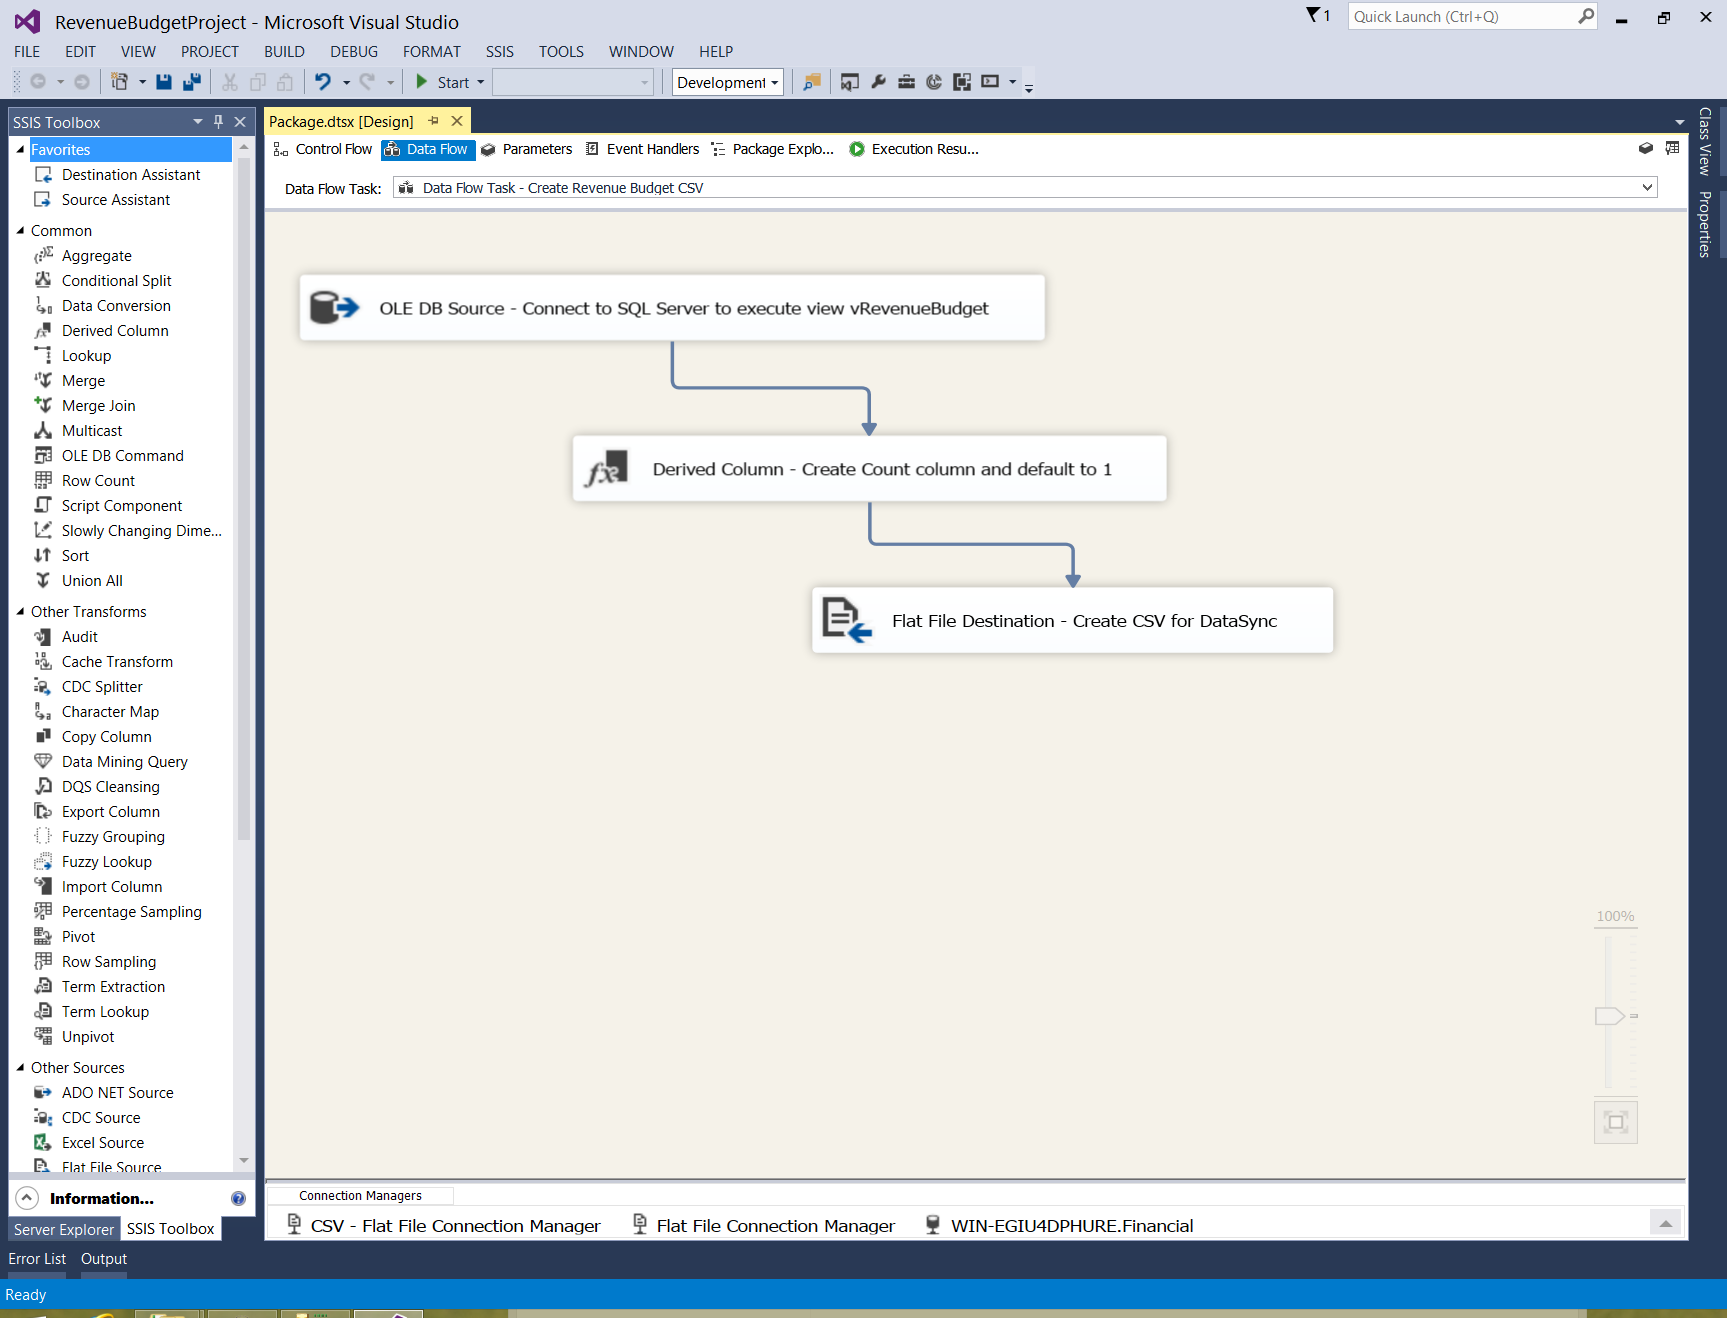 RevenueBudgetProject - Microsoft Visual Studio
1
Quick Launch (Ctrl+Q)
FILE EDIT VIEW PROJECT BUILD DEBUG FORMAT SSIS TOOLS WINDOW HELP
Start
Development
SSIS Toolbox
Favorites
Destination Assistant
Source Assistant
Common
Aggregate
Conditional Split
Data Conversion
Derived Column
Lookup
Merge
Merge Join
Multicast
OLE DB Command
Row Count
Script Component
Slowly Changing Dime...
Sort
Union All
Other Transforms
Audit
Cache Transform
CDC Splitter
Character Map
Copy Column
Data Mining Query
DQS Cleansing
Export Column
Fuzzy Grouping
Fuzzy Lookup
Import Column
Percentage Sampling
Pivot
Row Sampling
Term Extraction
Term Lookup
Unpivot
Other Sources
ADO NET Source
CDC Source
Excel Source
Flat File Source
Information...
Server Explorer SSIS Toolbox
Package.dtsx [Design]
Control Flow Data Flow Parameters Event Handlers Package Explo... Execution Resu...
Data Flow Task: Data Flow Task - Create Revenue Budget CSV
OLE DB Source - Connect to SQL Server to execute view vRevenueBudget
Derived Column - Create Count column and default to 1
Flat File Destination - Create CSV for DataSync
100%
Connection Managers
CSV - Flat File Connection Manager Flat File Connection Manager WIN-EGIU4DPHURE.Financial
Class View
Properties
Error List Output
Ready